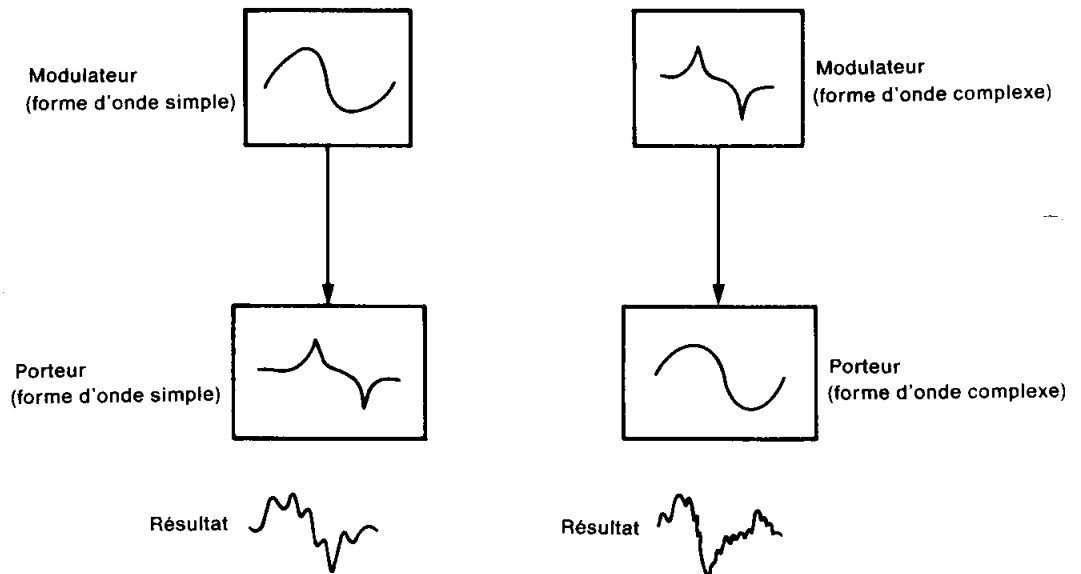 Modulateur
(forme d'onde simple)
Modulateur
(forme d'onde complexe)
Porteur
(forme d'onde simple)
Porteur
(forme d'onde complexe)
Résultat
Résultat